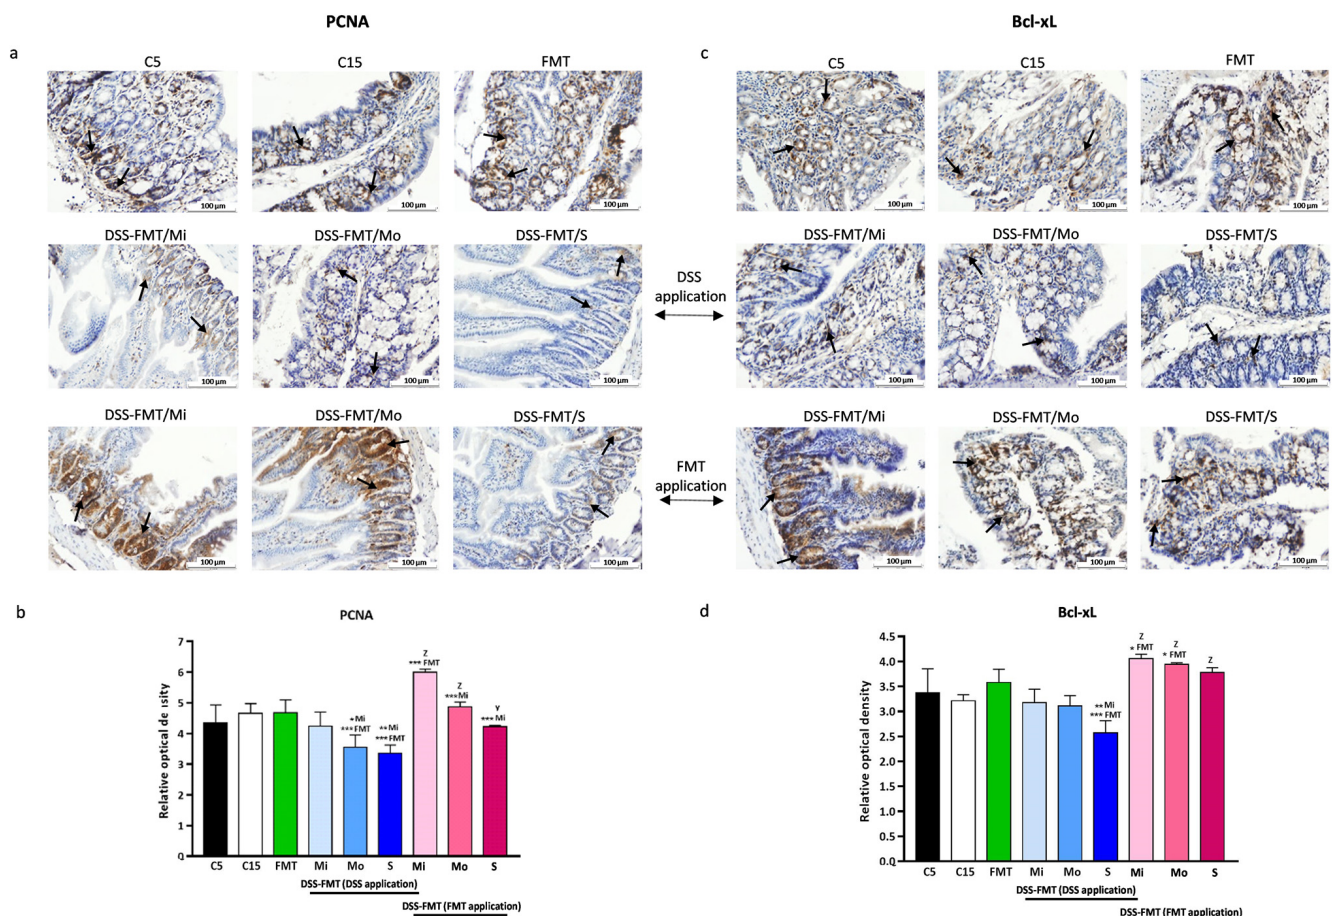 PCNA
Bcl-xL
a
C5
C15
FMT
c
C5
C15
FMT
100 µm
100 µm
100 µm
100 µm
100 µm
100 µm
DSS-FMT/Mi
DSS-FMT/Mo
DSS-FMT/S
DSS-FMT/Mi
DSS-FMT/Mo
DSS-FMT/S
DSS
application
100 µm
100 µm
100 µm
100 µm
100 µm
100 µm
DSS-FMT/Mi
DSS-FMT/Mo
DSS-FMT/S
DSS-FMT/Mi
DSS-FMT/Mo
DSS-FMT/S
FMT
application
100 µm
100 µm
100 µm
100 µm
100 µm
100 µm
b
PCNA
Relative optical de ısity
7
6
5
4
3
2
1
0
*Mi
***FMT
**Mi
***FMT
Z
*** FMT
Z
***Mi
Y
*** Mi
C5
C15
FMT
Mi
Mo
S
Mi
Mo
S
DSS-FMT (DSS application)
DSS-FMT (FMT application)
d
Bcl-xL
Relative optical density
4.5
4.0
3.5
3.0
2.5
2.0
1.5
1.0
0.5
0.0
**Mi
*** FMT
Z
* FMT
Z
* FMT
Z
C5
C15
FMT
Mi
Mo
S
Mi
Mo
S
DSS-FMT (DSS application)
DSS-FMT (FMT application)